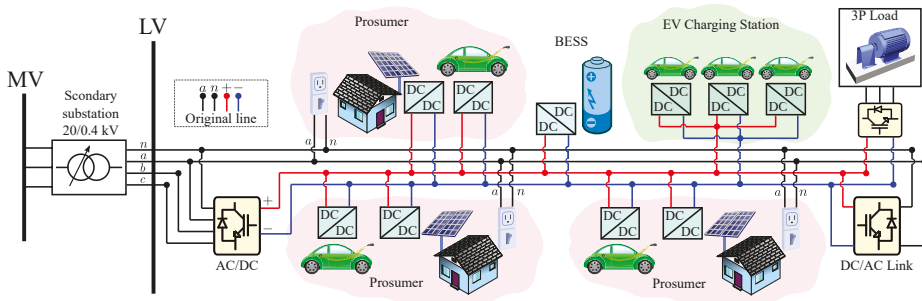 LV
MV
Scondary
substation
20/0.4 kV
a n + −
Original line
n
a
b
c
+
−
AC/DC
Prosumer
a n
DC
DC
DC
DC
BESS
DC
DC
EV Charging Station
DC
DC
DC
DC
DC
DC
3P Load
a n
DC
DC
DC
DC
Prosumer
a n
DC
DC
DC
DC
Prosumer
DC/AC Link